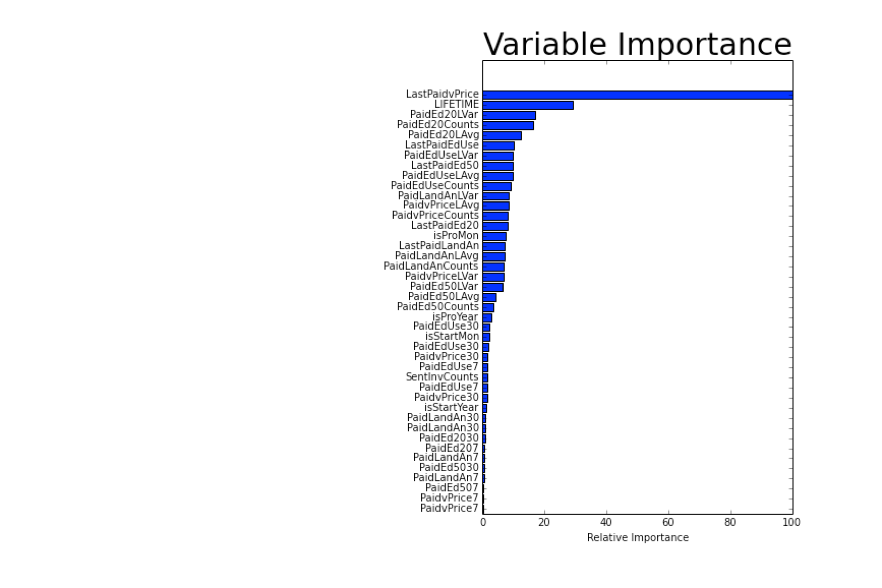 Variable Importance
LastPaidvPrice
LIFETIME
PaidEd20LVar
PaidEd20Counts
PaidEd20LAvg
LastPaidEdUse
PaidEdUseLVar
LastPaidEd50
PaidEdUseLAvg
PaidEdUseCounts
PaidLandAnLVar
PaidvPriceLAvg
PaidvPriceCounts
LastPaidEd20
isProMon
LastPaidLandAn
PaidLandAnLAvg
PaidLandAnCounts
PaidvPriceLVar
PaidEd50LVar
PaidEd50LAvg
PaidEd50Counts
isProYear
PaidEdUse30
isStartMon
PaidEdUse30
PaidvPrice30
PaidEdUse7
SentInvCounts
PaidEdUse7
PaidvPrice30
isStartYear
PaidLandAn30
PaidLandAn30
PaidEd2030
PaidEd207
PaidLandAn7
PaidEd5030
PaidLandAn7
PaidEd507
PaidvPrice7
PaidvPrice7
0 20 40 60 80 100
Relative Importance